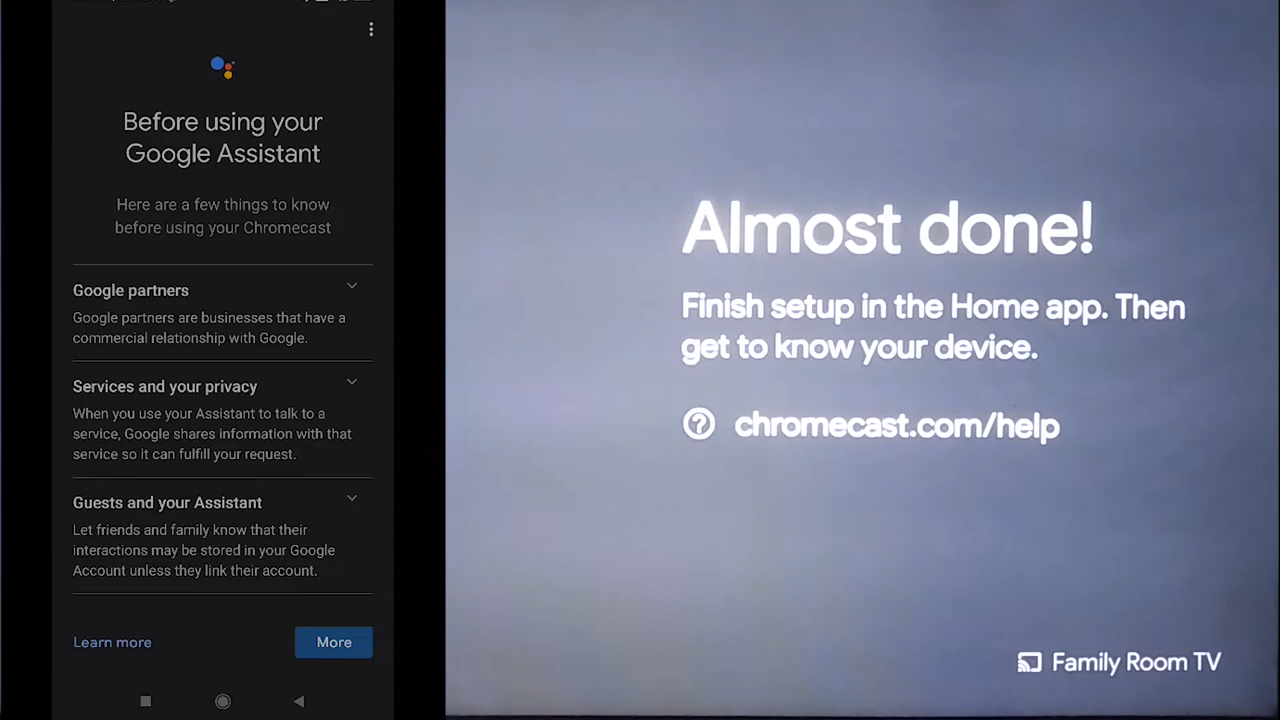 Before using your
Google Assistant
Here are a few things to know
before using your Chromecast
Google partners
Google partners are businesses that have a
commercial relationship with Google.
Services and your privacy
When you use your Assistant to talk to a
service, Google shares information with that
service so it can fulfill your request.
Guests and your Assistant
Let friends and family know that their
interactions may be stored in your Google
Account unless they link their account.
Learn more
More
Almost done!
Finish setup in the Home app. Then
get to know your device.
chromecast.com/help
Family Room TV